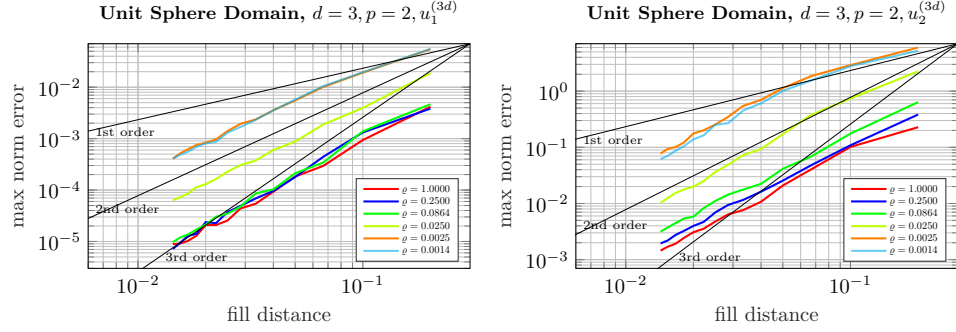 Unit Sphere Domain, d = 3, p = 2, u_1^{(3d)}
max norm error
10^{-2}
10^{-3}
10^{-4}
10^{-5}
1st order
2nd order
3rd order
ϱ = 1.0000
ϱ = 0.2500
ϱ = 0.0864
ϱ = 0.0250
ϱ = 0.0025
ϱ = 0.0014
10^{-2}
10^{-1}
fill distance
Unit Sphere Domain, d = 3, p = 2, u_2^{(3d)}
max norm error
10^{0}
10^{-1}
10^{-2}
10^{-3}
1st order
2nd order
3rd order
ϱ = 1.0000
ϱ = 0.2500
ϱ = 0.0864
ϱ = 0.0250
ϱ = 0.0025
ϱ = 0.0014
10^{-2}
10^{-1}
fill distance